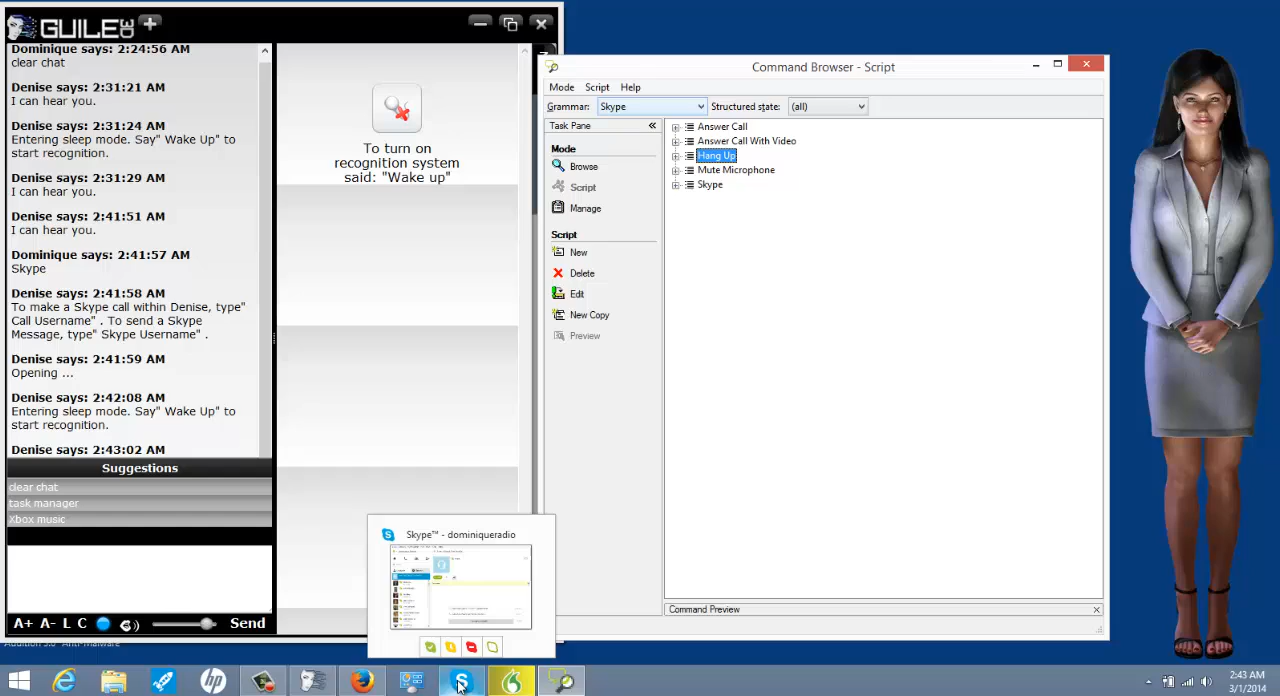 GUILE 3D
Dominique says: 2:24:56 AM
clear chat
Denise says: 2:31:21 AM
I can hear you.
Denise says: 2:31:24 AM
Entering sleep mode. Say" Wake Up" to
start recognition.
Denise says: 2:31:29 AM
I can hear you.
Denise says: 2:41:51 AM
I can hear you.
Dominique says: 2:41:57 AM
Skype
Denise says: 2:41:58 AM
To make a Skype call within Denise, type"
Call Username" . To send a Skype
Message, type" Skype Username" .
Denise says: 2:41:59 AM
Opening ...
Denise says: 2:42:08 AM
Entering sleep mode. Say" Wake Up" to
start recognition.
Denise says: 2:43:02 AM
Suggestions
clear chat
task manager
Xbox music
A+ A- L C
Send
To turn on
recognition system
said: "Wake up"
Command Browser - Script
Mode Script Help
Grammar: Skype Structured state: (all)
Task Pane
Mode
Browse
Script
Manage
Script
New
Delete
Edit
New Copy
Preview
Answer Call
Answer Call With Video
Hang Up
Mute Microphone
Skype
Command Preview
Skype™ - dominiqueradio
hp
2:43 AM
3/1/2014